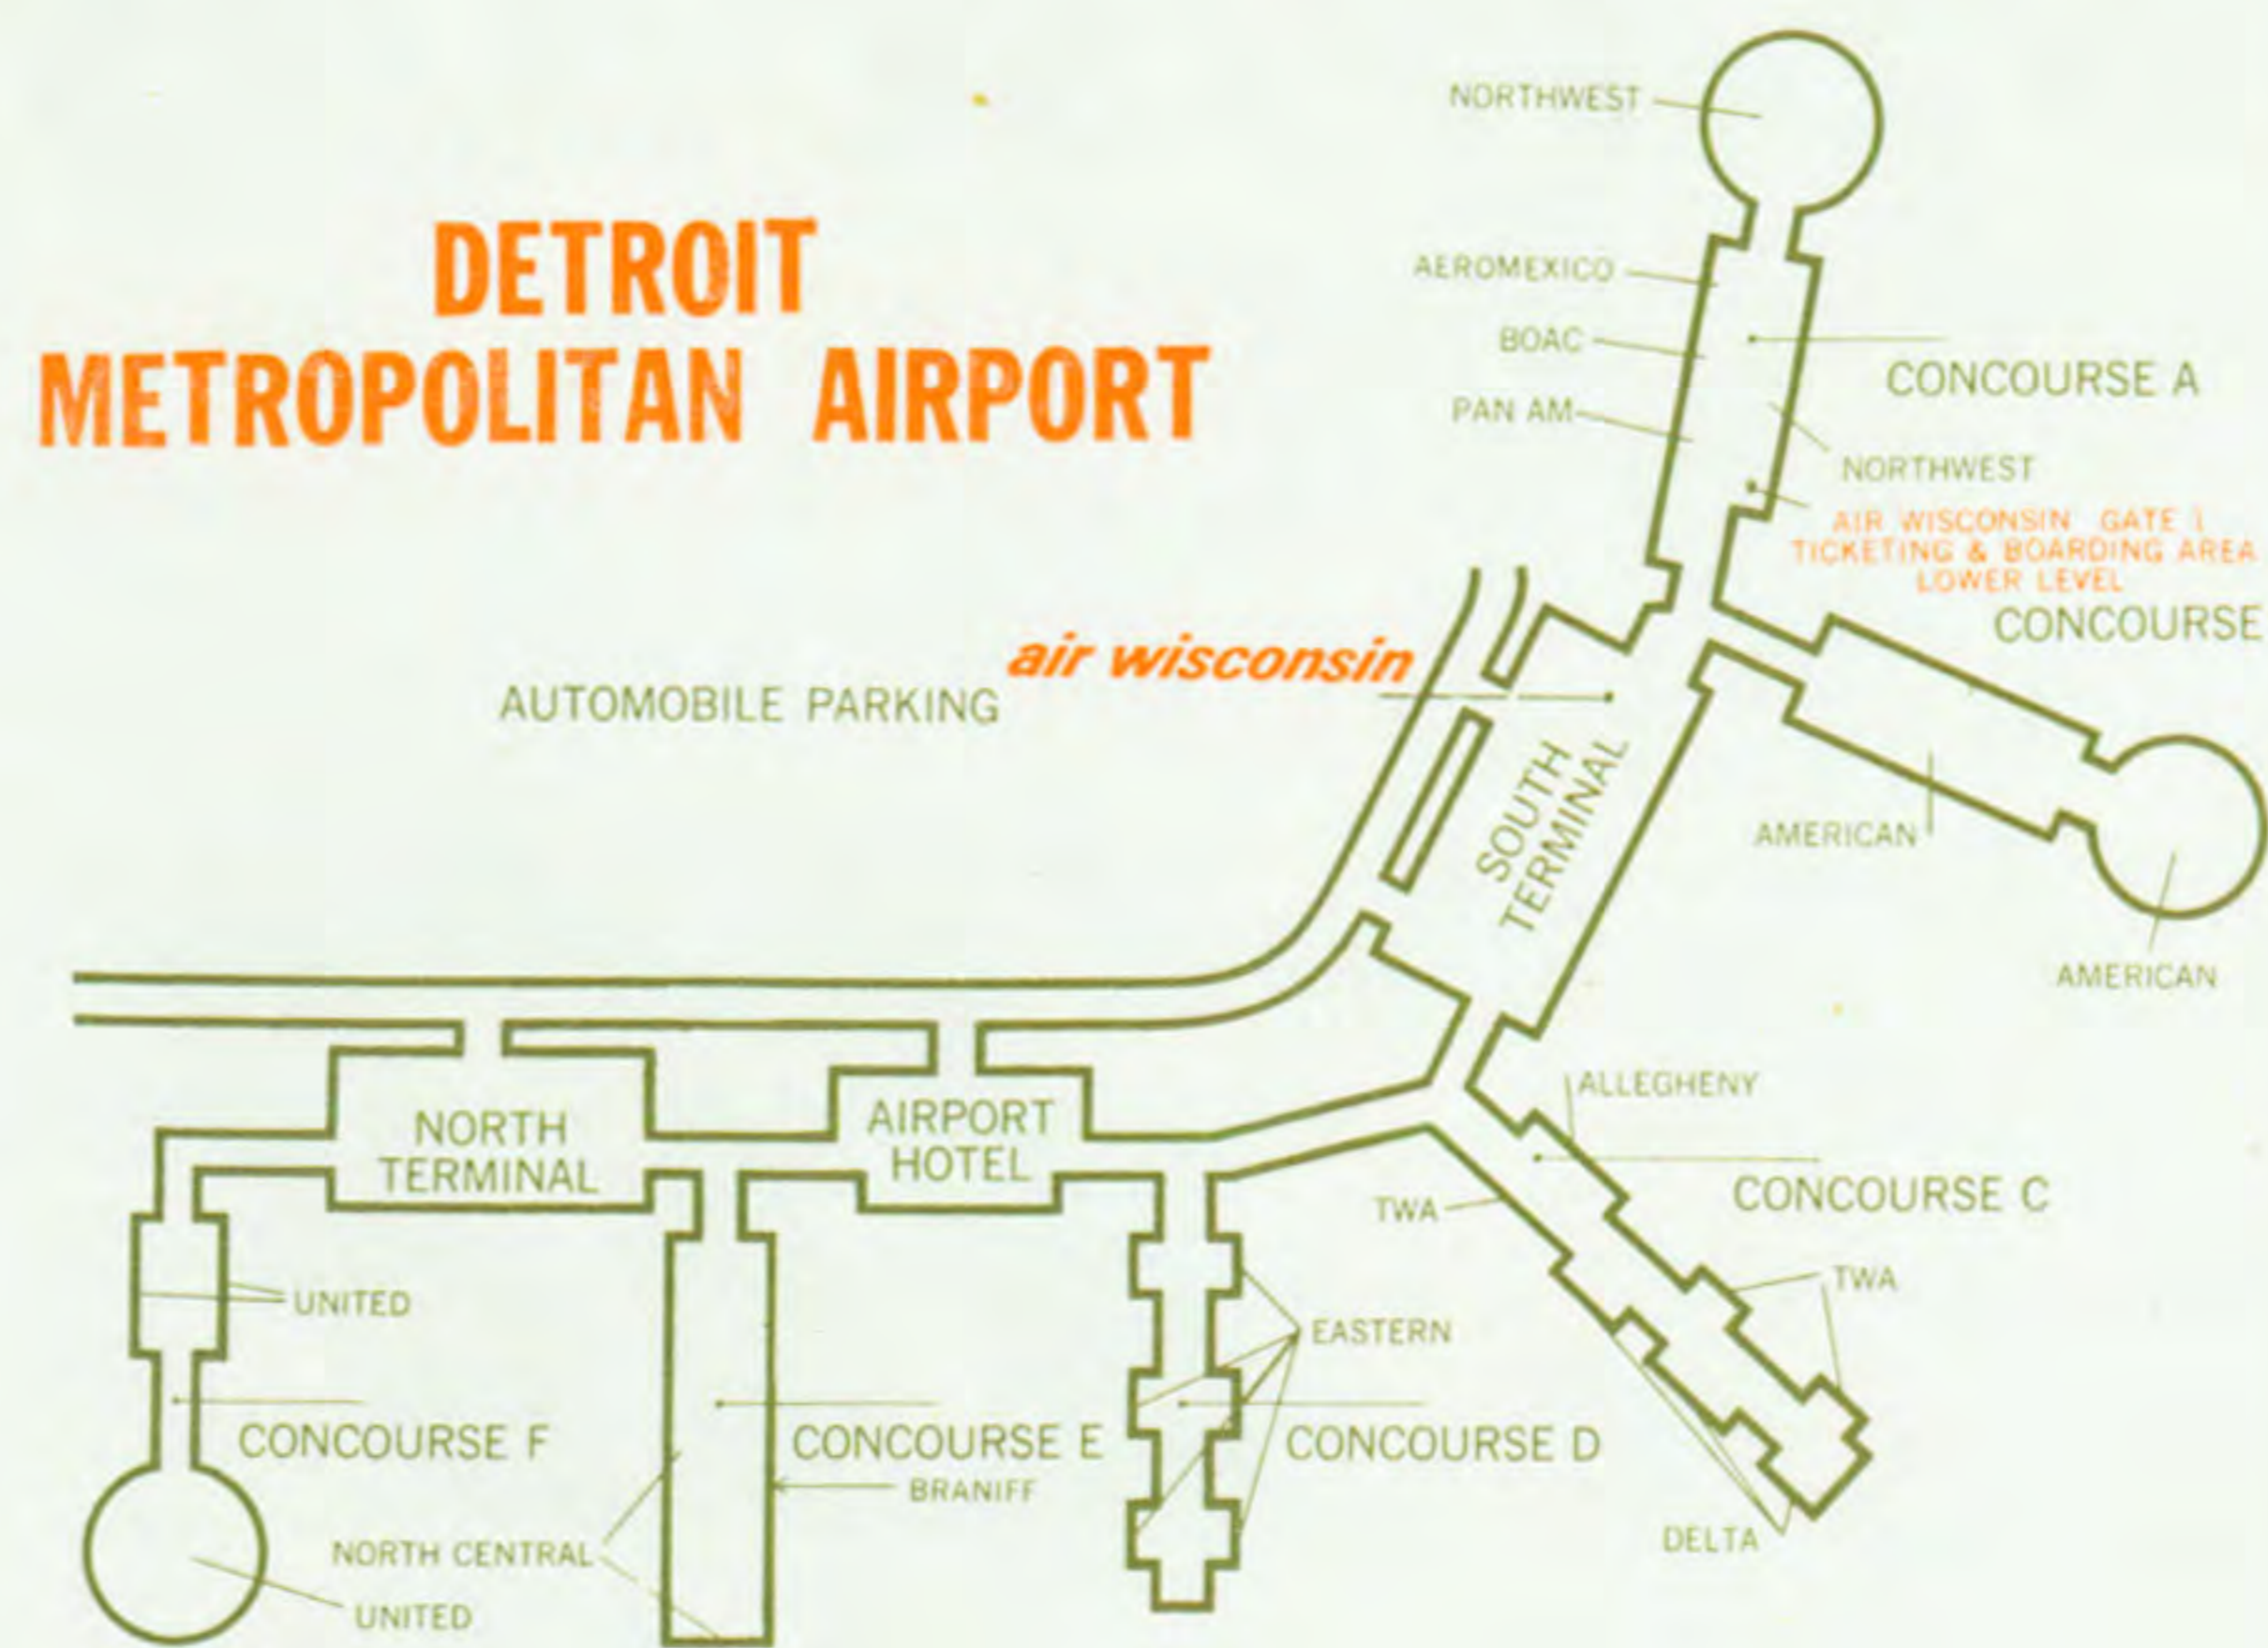 DETROIT
METROPOLITAN AIRPORT
NORTHWEST
AEROMEXICO
BOAC
CONCOURSE A
PAN AM
NORTHWEST
AIR WISCONSIN GATE 1
TICKETING & BOARDING AREA
LOWER LEVEL
CONCOURSE
air wisconsin
AUTOMOBILE PARKING
SOUTH
TERMINAL
AMERICAN
AMERICAN
ALLEGHENY
NORTH
TERMINAL
AIRPORT
HOTEL
CONCOURSE C
TWA
TWA
UNITED
EASTERN
CONCOURSE F
CONCOURSE E
CONCOURSE D
BRANIFF
NORTH CENTRAL
DELTA
UNITED